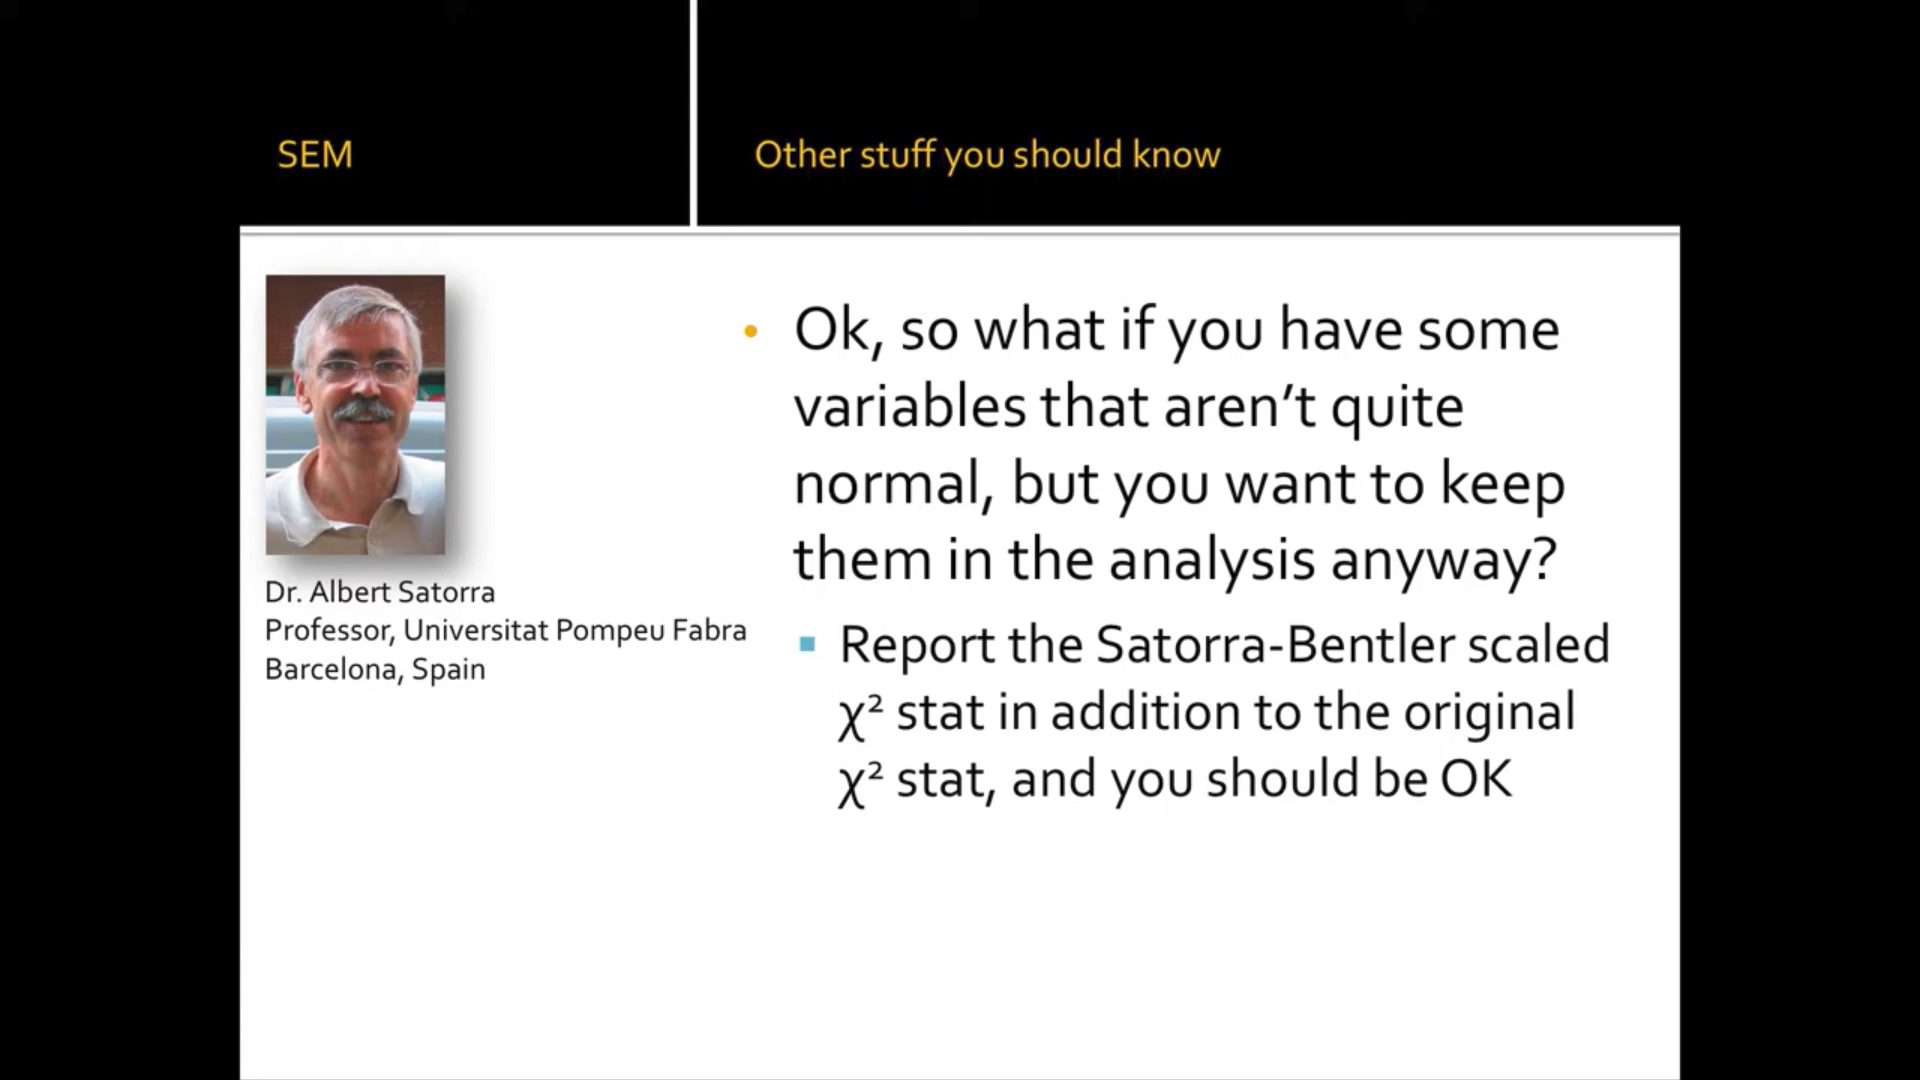 SEM
Other stuff you should know
Dr. Albert Satorra
Professor, Universitat Pompeu Fabra
Barcelona, Spain
• Ok, so what if you have some
variables that aren’t quite
normal, but you want to keep
them in the analysis anyway?
▪ Report the Satorra-Bentler scaled
χ² stat in addition to the original
χ² stat, and you should be OK